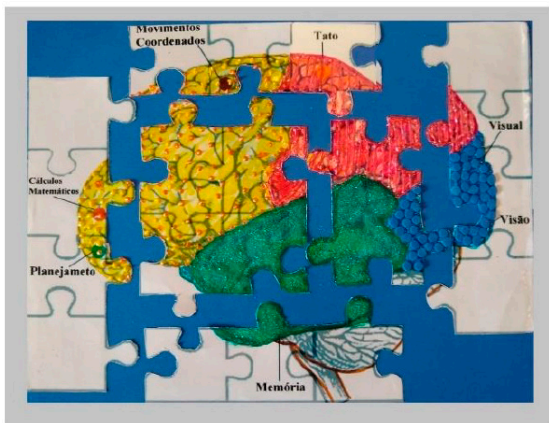 Movimentos
Coordenados
Tato
Visual
Cálculos
Matemáticos
Visão
Planejameto
Memória